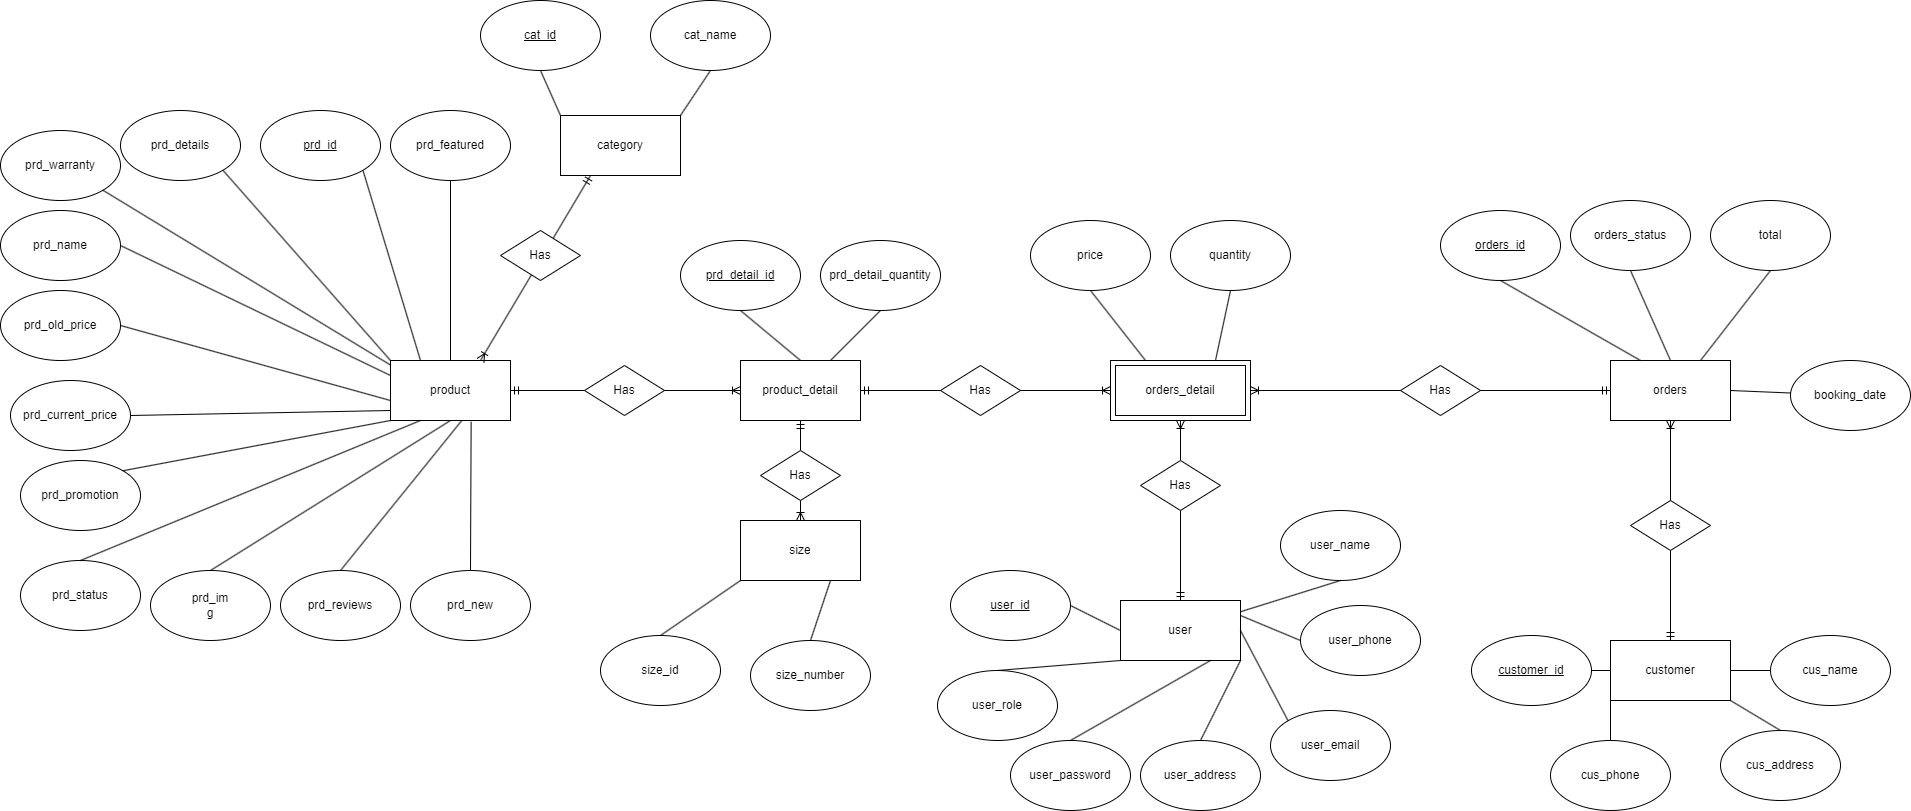 cat_id
cat_name
prd_warranty
prd_details
prd_id
prd_featured
category
prd_name
Has
prd_old_price
prd_detail_id
prd_detail_quantity
price
quantity
orders_id
orders_status
total
product
Has
product_detail
Has
orders_detail
Has
orders
booking_date
prd_current_price
prd_promotion
Has
Has
Has
prd_status
prd_im
g
prd_reviews
prd_new
size
size_id
size_number
user_name
user_id
user
user_phone
user_role
user_password
user_address
user_email
customer_id
customer
cus_name
cus_phone
cus_address